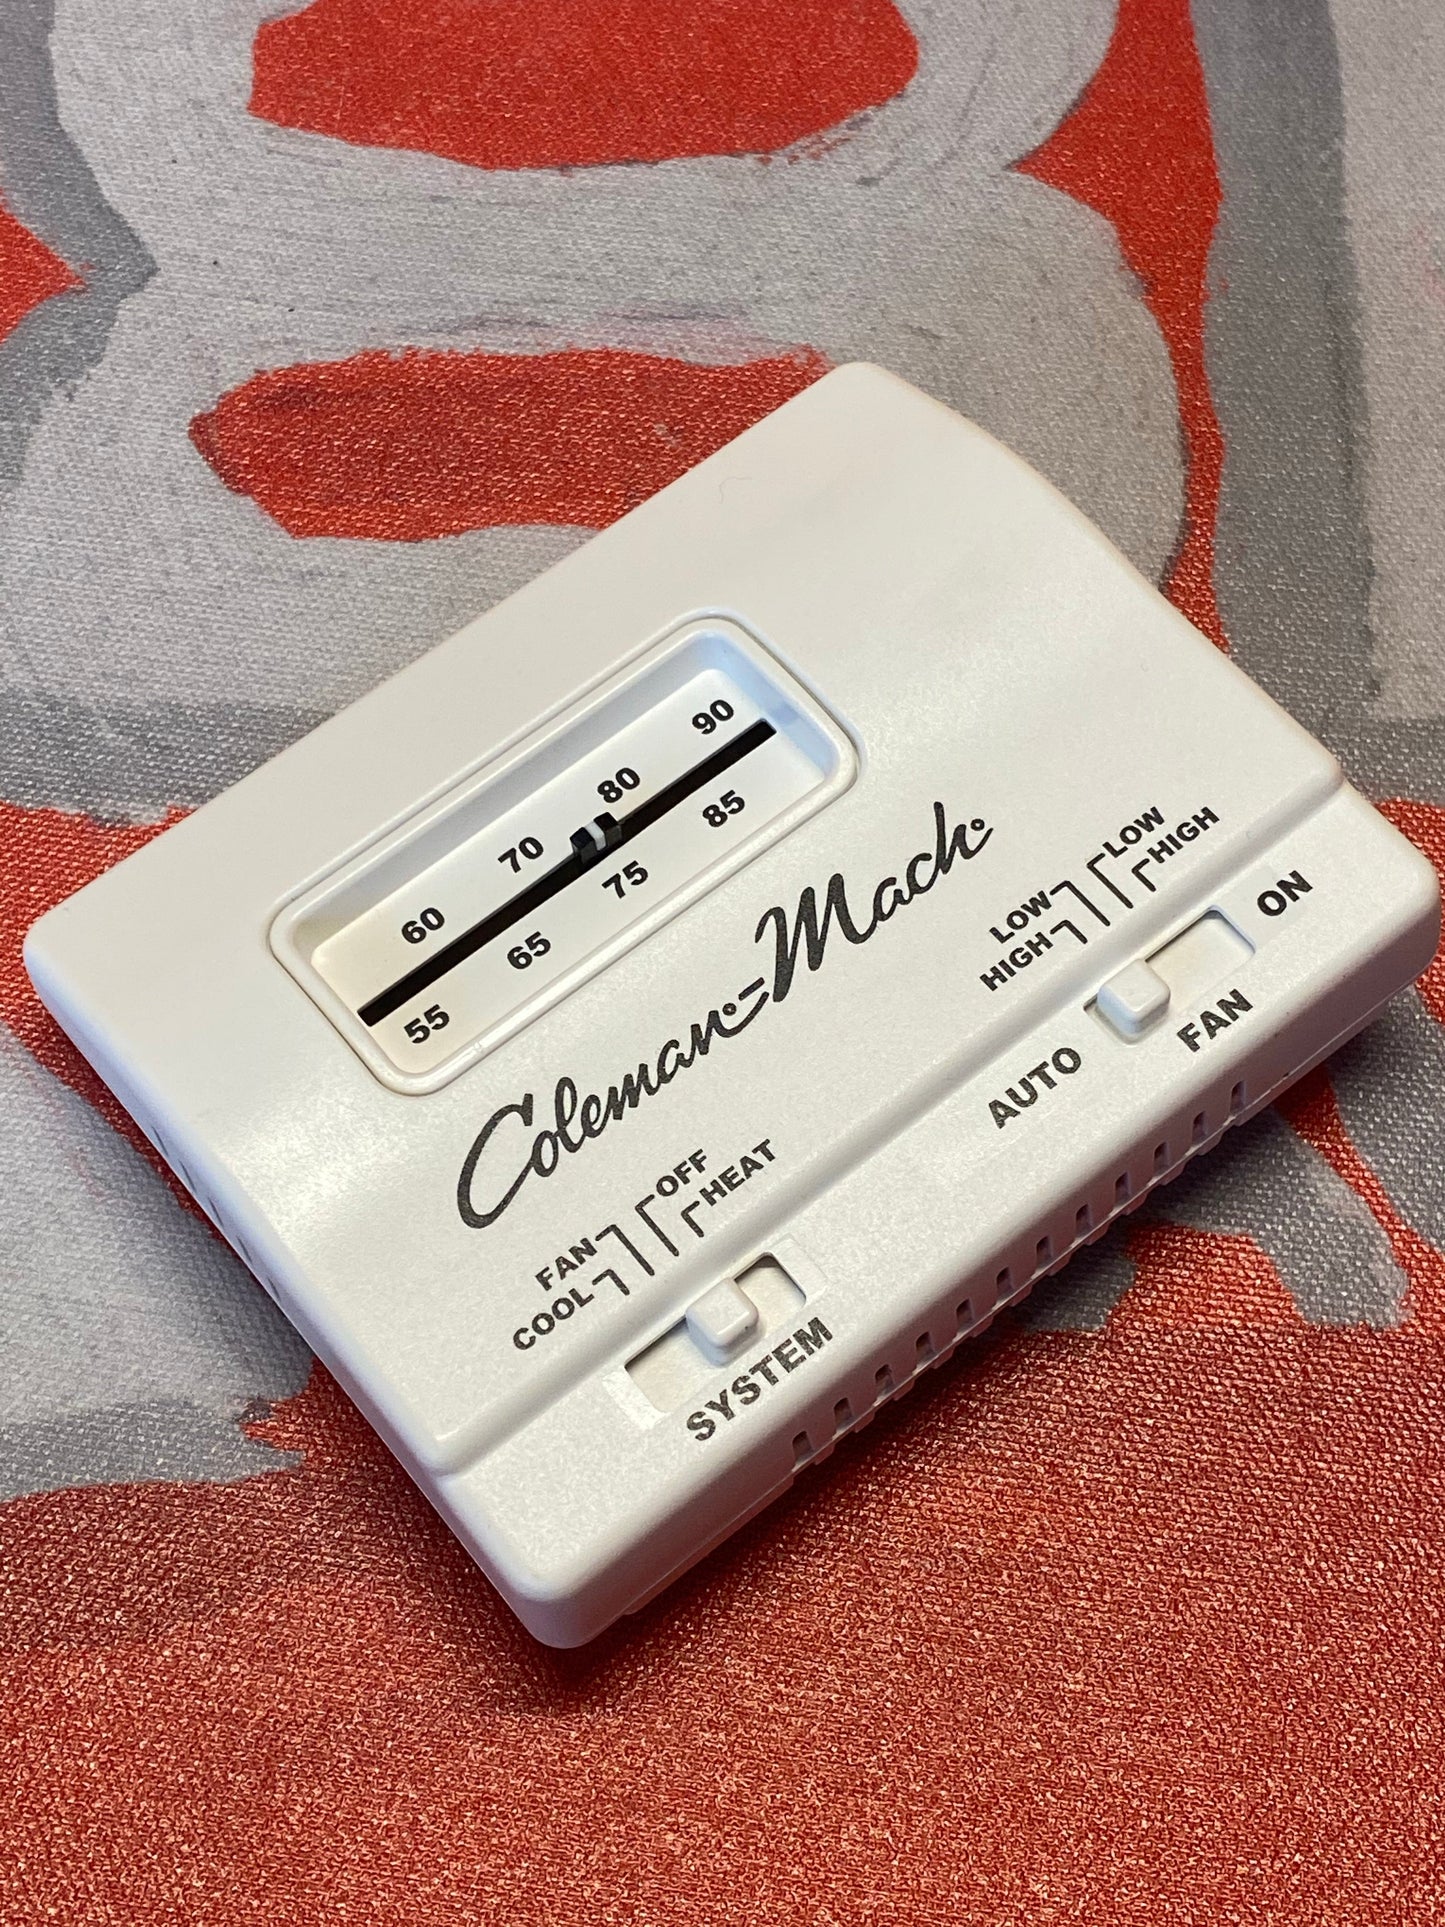 60 70 80 90
55 65 75 85
Coleman-Mach
FAN OFF
COOL HEAT
SYSTEM
LOW LOW
HIGH HIGH
AUTO ON
FAN